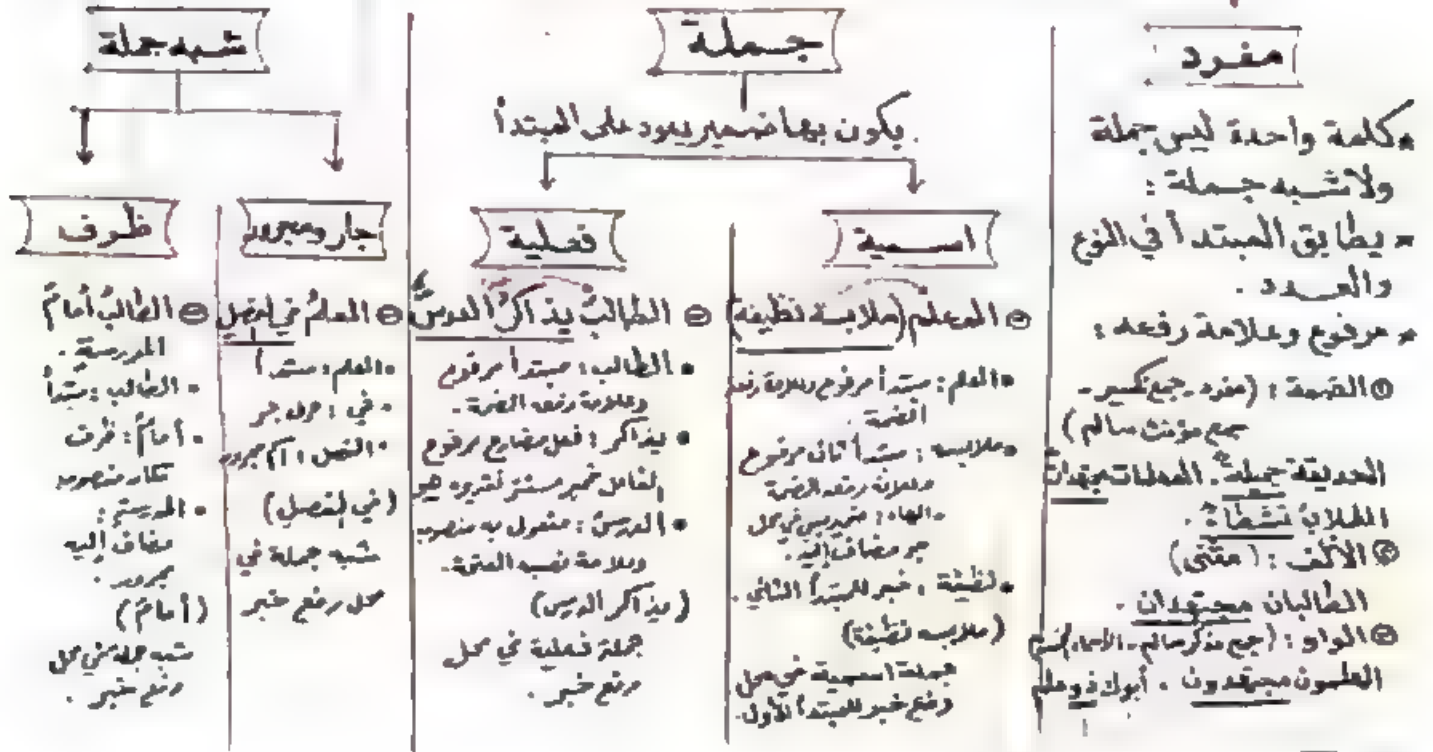 مفرد
* كلمة واحدة ليس جملة
ولا شبه جملة :
* يطابق المبتدأ في النوع
والعدد .
* مرفوع وعلامة رفعه :
① الضمة : (مفرد - جمع تكسير -
جمع مؤنث سالم)
الحديقة جميلة . المعلمات مجتهدات
الطلاب نشطاء .
② الألف : (مثنى)
الطالبان مجتهدان .
③ الواو : (جمع مذكر سالم - الأسماء
المعلمون مجتهدون . أبوك ذو علم
جملة
يكون بها ضمير يعود على المبتدأ .
اسمية
المعلم (ملابسه نظيفة)
* المعلم : مبتدأ مرفوع وعلامة رفعه
الضمة .
* ملابسه : مبتدأ ثان مرفوع
وعلامة رفعه الضمة
* الهاء : ضمير مبني في محل
جر مضاف إليه .
* نظيفة : خبر للمبتدأ الثاني .
(ملابسه نظيفة)
جملة اسمية في محل
رفع خبر للمبتدأ الأول .
فعلية
الطالبُ يذاكرُ الدرسَ
* الطالب : مبتدأ مرفوع
وعلامة رفعه الضمة .
* يذاكر : فعل مضارع مرفوع
الفاعل ضمير مستتر تقديره هو
* الدرسَ : مفعول به منصوب
وعلامة نصبه الفتحة .
(يذاكر الدرس)
جملة فعلية في محل
رفع خبر .
شبه جملة
جار ومجرور
المعلمُ في الفصل
* المعلم : مبتدأ
* في : حرف جر
* الفصل : اسم مجرور
(في الفصل)
شبه جملة في
محل رفع خبر
ظرف
الطالبُ أمامَ
المدرسة .
* الطالب : مبتدأ
* أمامَ : ظرف
مكان منصوب
* المدرسة :
مضاف إليه
مجرور .
(أمامَ)
شبه جملة في محل
رفع خبر .